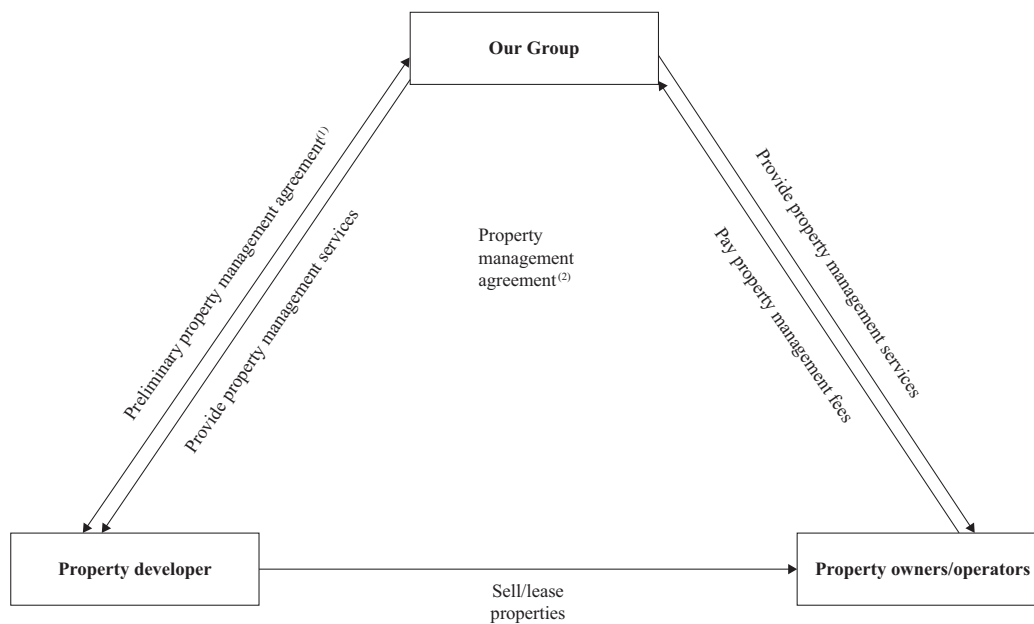 Our Group
Preliminary property management agreement(1)
Provide property management services
Property
management
agreement(2)
Provide property management services
Pay property management fees
Property developer
Property owners/operators
Sell/lease
properties